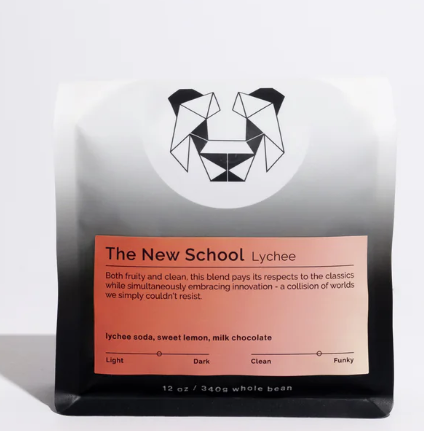 The New School Lychee
Both fruity and clean, this blend pays its respects to the classics
while simultaneously embracing innovation - a collision of worlds
we simply couldn't resist.
lychee soda, sweet lemon, milk chocolate
Light Dark Clean Funky
12 oz / 340g whole bean